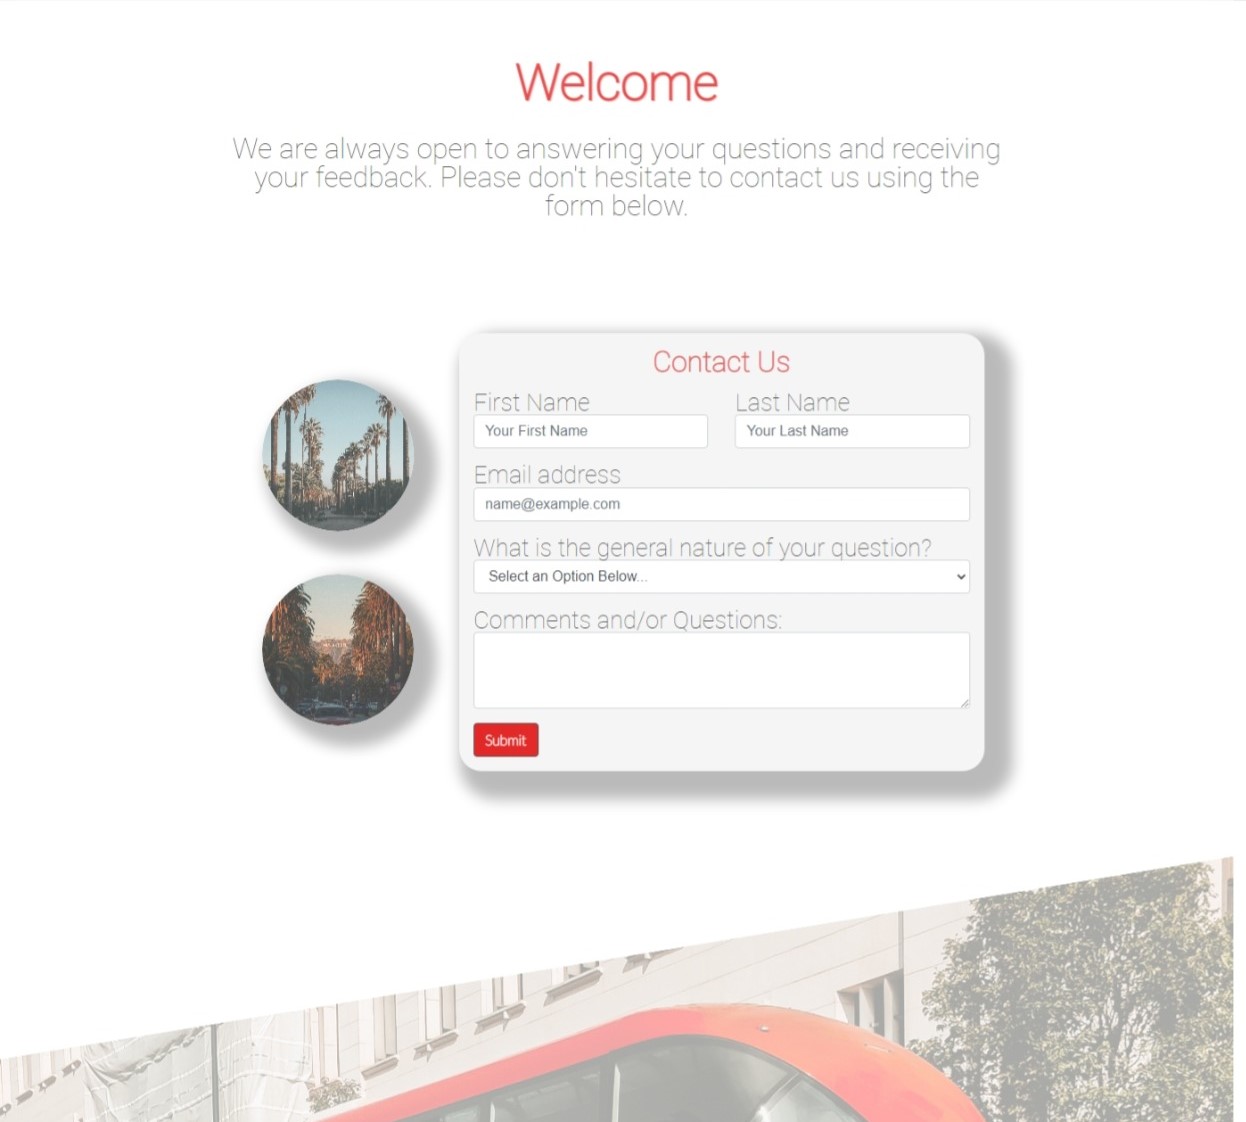 Welcome
We are always open to answering your questions and receiving
your feedback. Please don't hesitate to contact us using the
form below.
Contact Us
First Name
Last Name
Your First Name
Your Last Name
Email address
name@example.com
What is the general nature of your question?
Select an Option Below...
Comments and/or Questions:
Submit